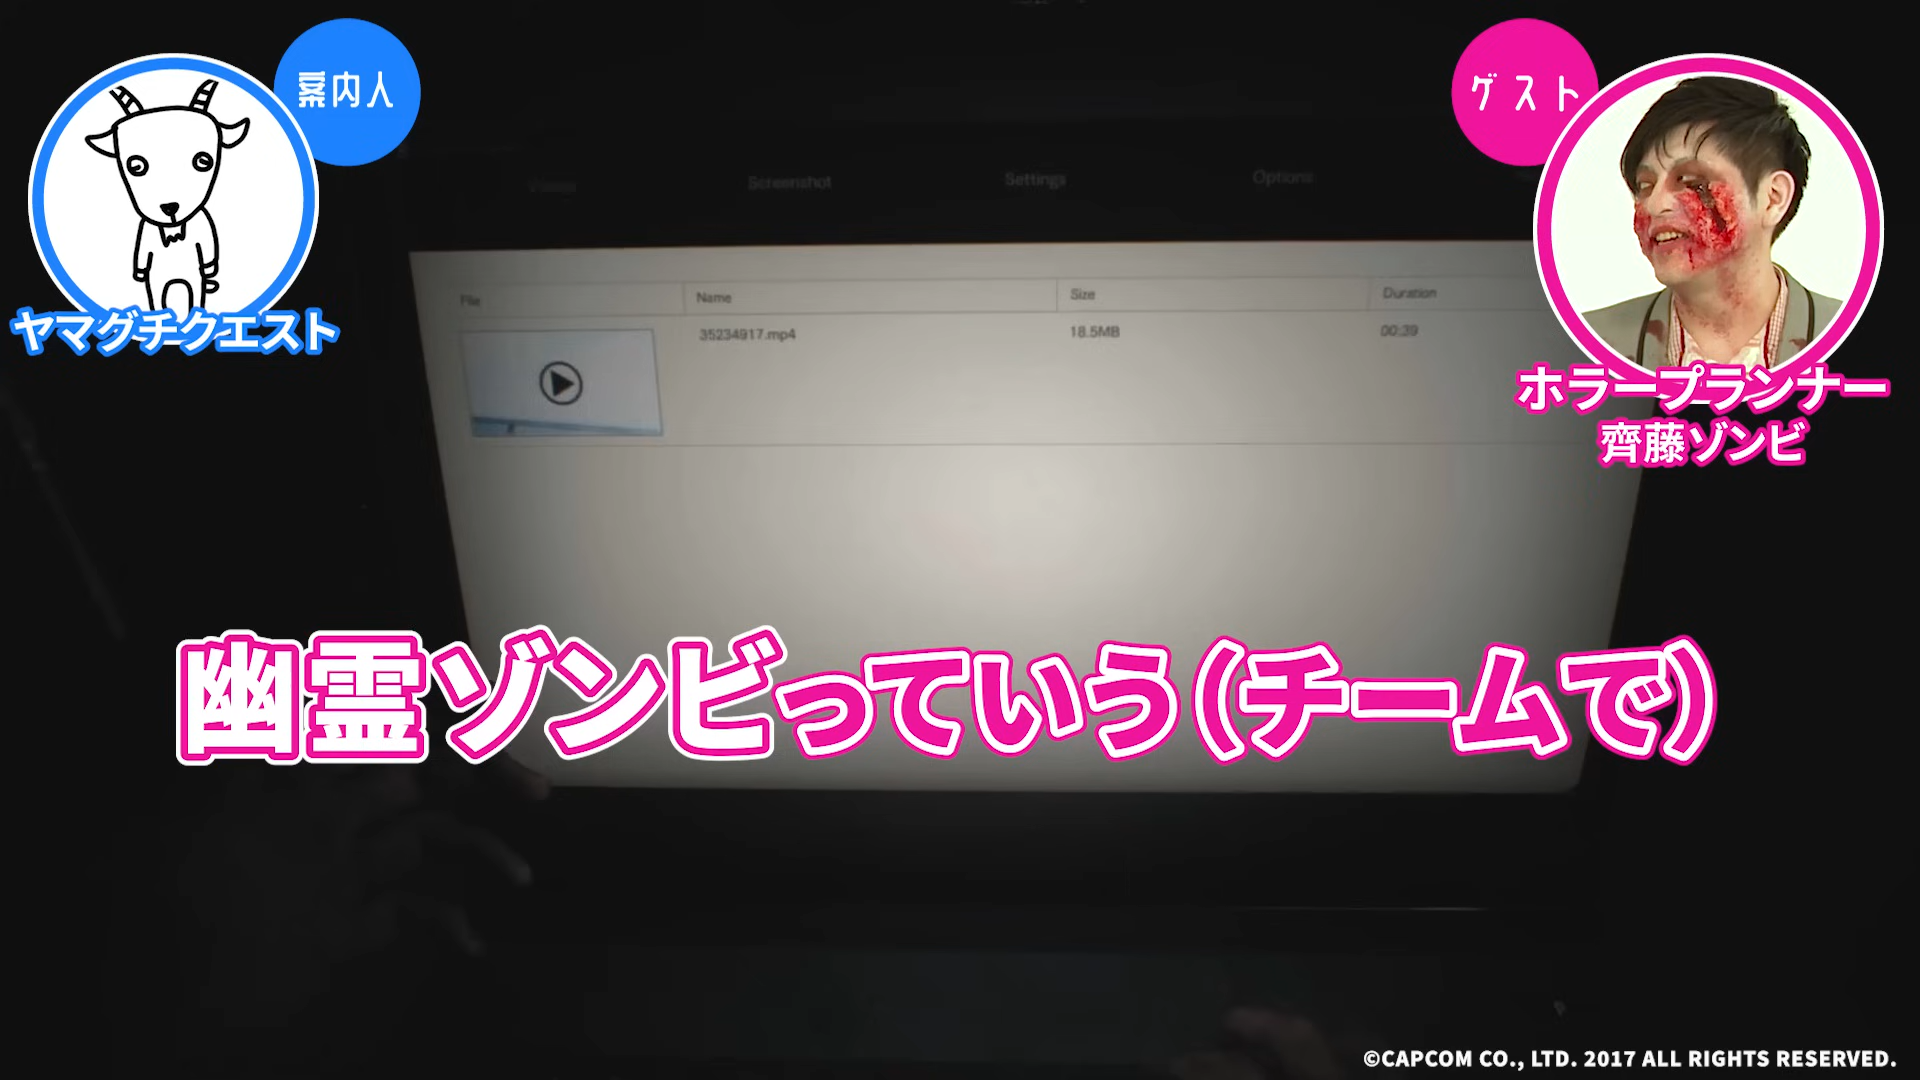 案内人
ゲスト
ヤマグチクエスト
ホラープランナー
齊藤ゾンビ
Videos
Screenshot
Settings
Options
File
Name
Size
Duration
35234917.mp4
18.5MB
00:39
幽霊ゾンビっていう(チームで)
©CAPCOM CO., LTD. 2017 ALL RIGHTS RESERVED.